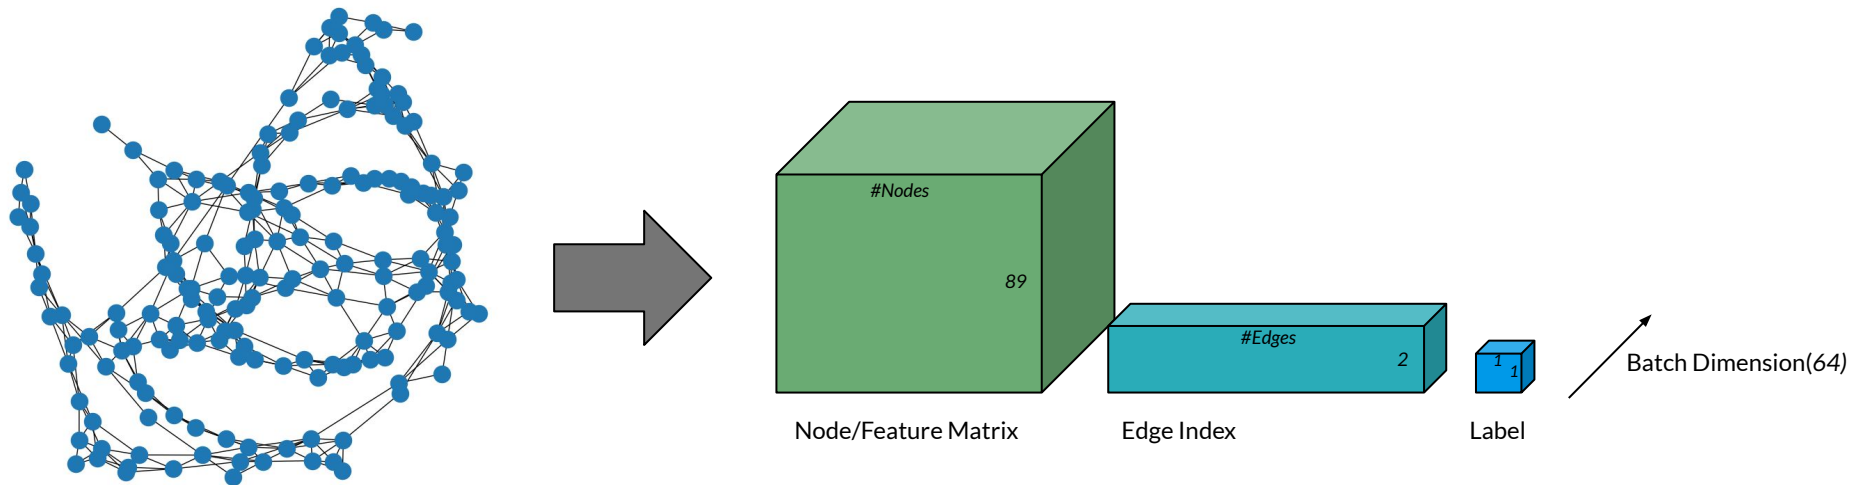 #Nodes
89
#Edges
2
1
1
Batch Dimension(64)
Node/Feature Matrix
Edge Index
Label